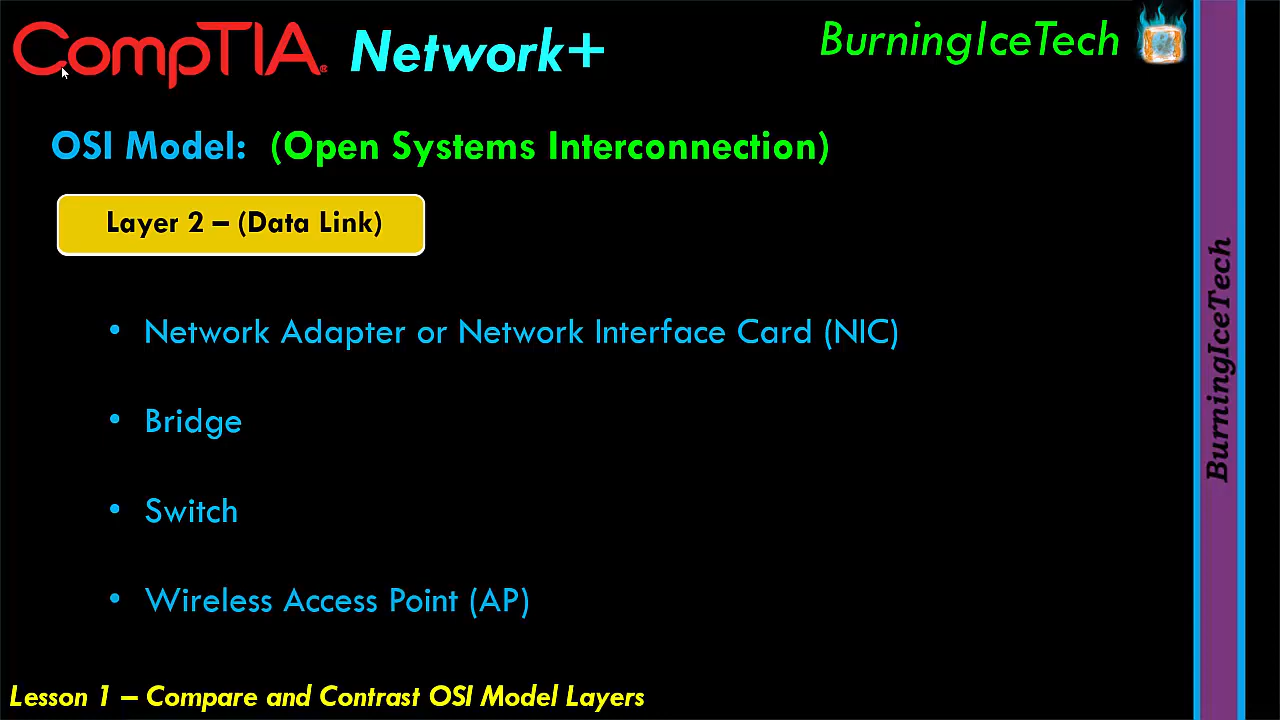 CompTIA® Network+
BurningIceTech
OSI Model: (Open Systems Interconnection)
Layer 2 – (Data Link)
• Network Adapter or Network Interface Card (NIC)
• Bridge
• Switch
• Wireless Access Point (AP)
BurningIceTech
Lesson 1 – Compare and Contrast OSI Model Layers